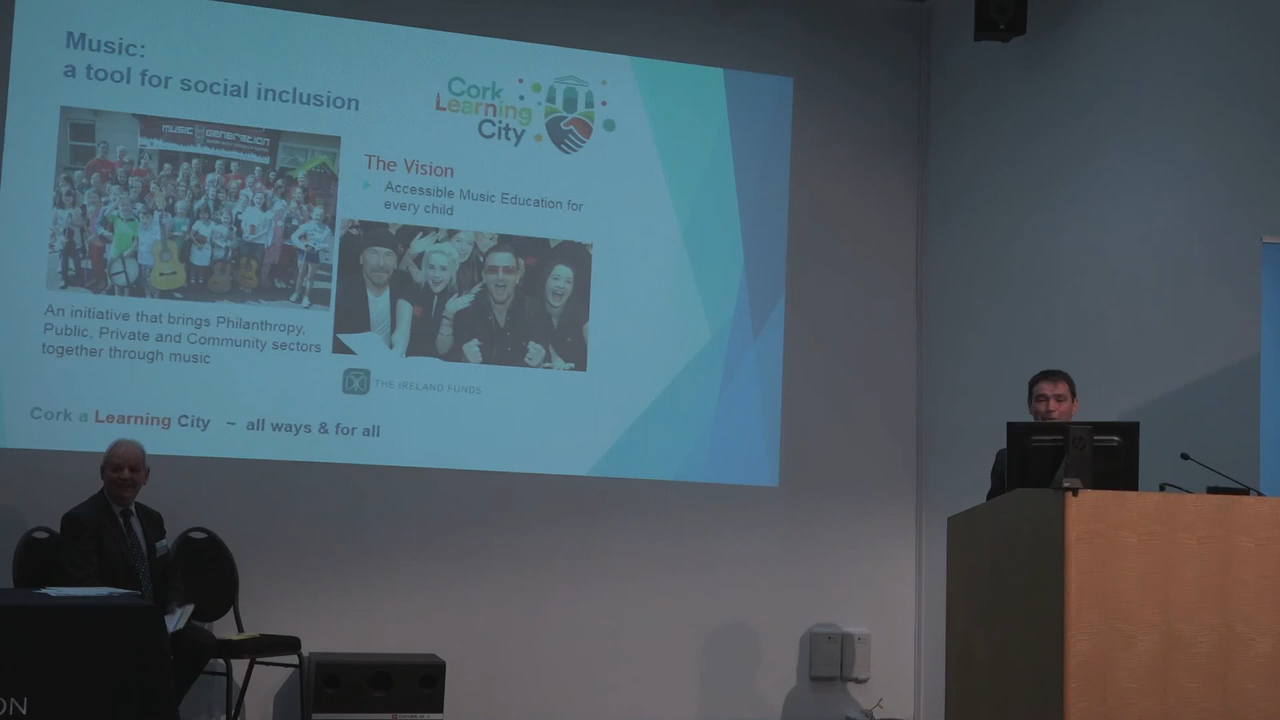 Music:
a tool for social inclusion
Cork
Learning
City
MUSIC GENERATION
The Vision
Accessible Music Education for
every child
An initiative that brings Philanthropy,
Public, Private and Community sectors
together through music
THE IRELAND FUNDS
Cork a Learning City – all ways & for all
hp
ON